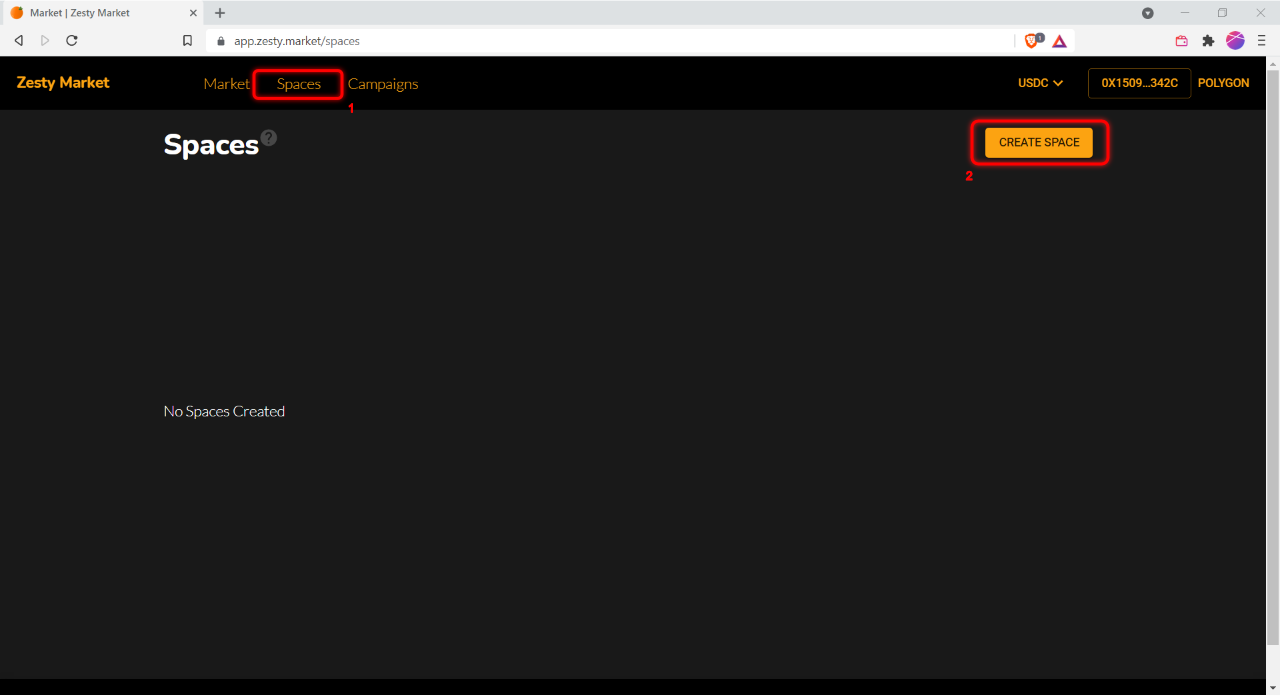 Market | Zesty Market
app.zesty.market/spaces
1
Zesty Market Market Spaces Campaigns USDC 0X1509...342C POLYGON
1
Spaces ? CREATE SPACE
2
No Spaces Created